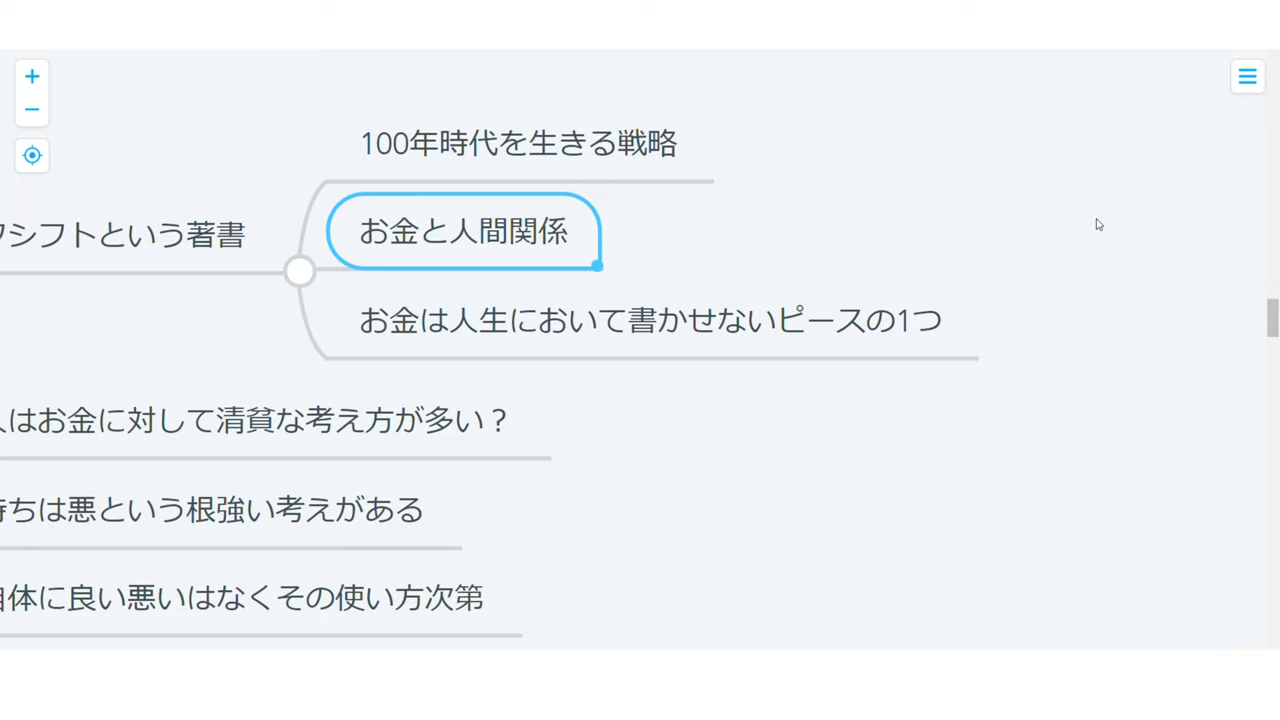 100年時代を生きる戦略
フシフトという著書
お金と人間関係
お金は人生において書かせないピースの1つ
はお金に対して清貧な考え方が多い？
持ちは悪という根強い考えがある
自体に良い悪いはなくその使い方次第